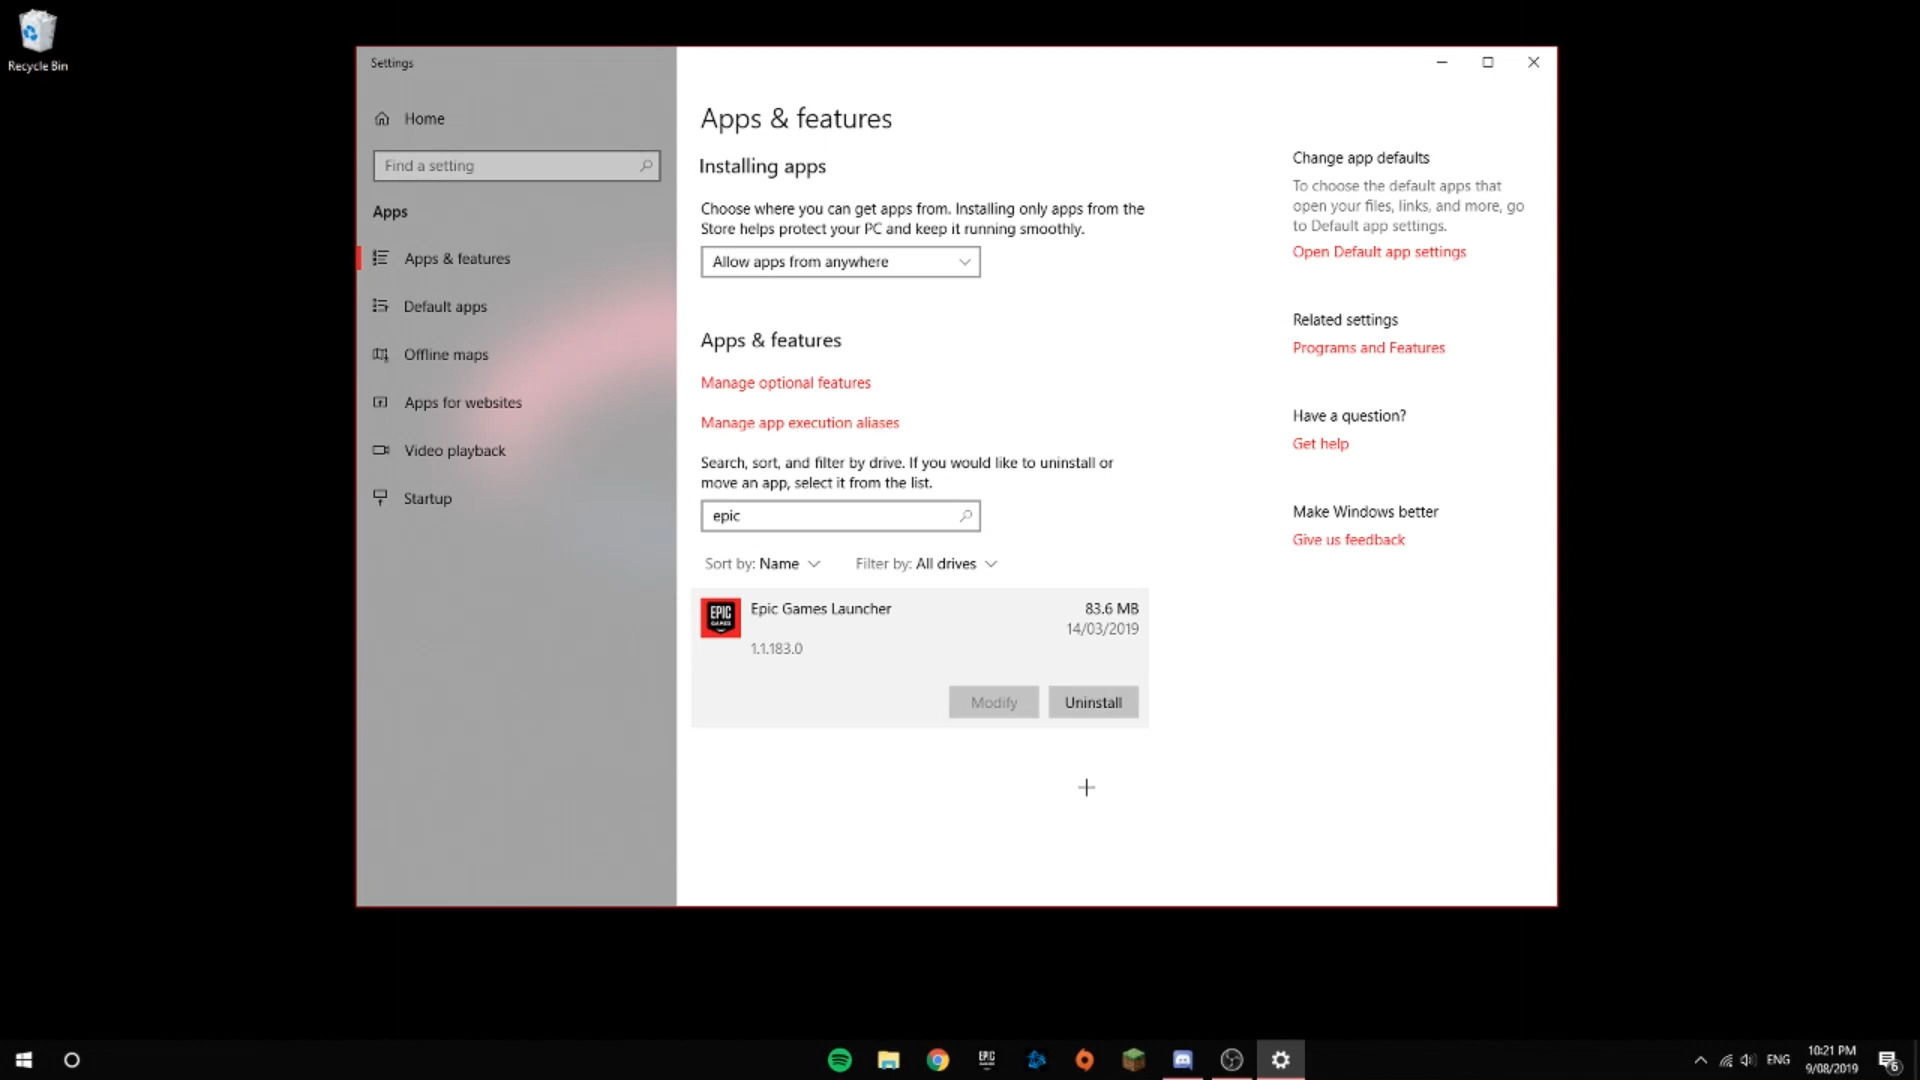 Recycle Bin
Settings
Home
Find a setting
Apps
Apps & features
Default apps
Offline maps
Apps for websites
Video playback
Startup
Apps & features
Installing apps
Choose where you can get apps from. Installing only apps from the
Store helps protect your PC and keep it running smoothly.
Allow apps from anywhere
Apps & features
Manage optional features
Manage app execution aliases
Search, sort, and filter by drive. If you would like to uninstall or
move an app, select it from the list.
epic
Sort by: Name
Filter by: All drives
EPIC
GAMES
Epic Games Launcher
83.6 MB
14/03/2019
1.1.183.0
Modify
Uninstall
Change app defaults
To choose the default apps that
open your files, links, and more, go
to Default app settings.
Open Default app settings
Related settings
Programs and Features
Have a question?
Get help
Make Windows better
Give us feedback
EPIC
ENG
10:21 PM
9/08/2019
6